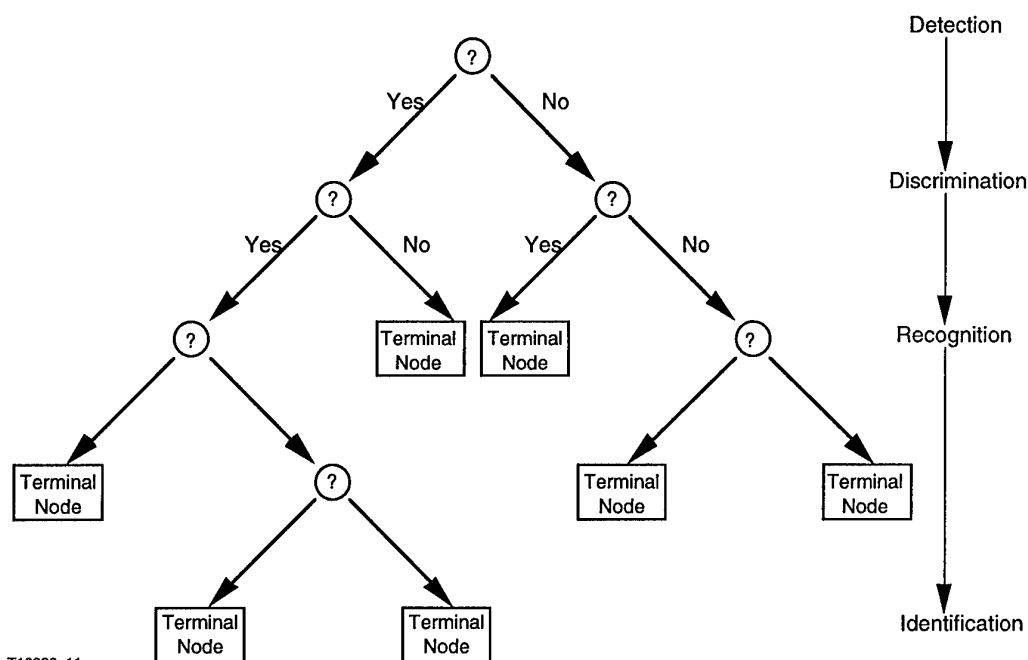 Detection
?
Yes
No
Discrimination
?
?
Yes
No
Yes
No
Recognition
?
Terminal
Node
Terminal
Node
?
Terminal
Node
?
Terminal
Node
Terminal
Node
Terminal
Node
Terminal
Node
Identification